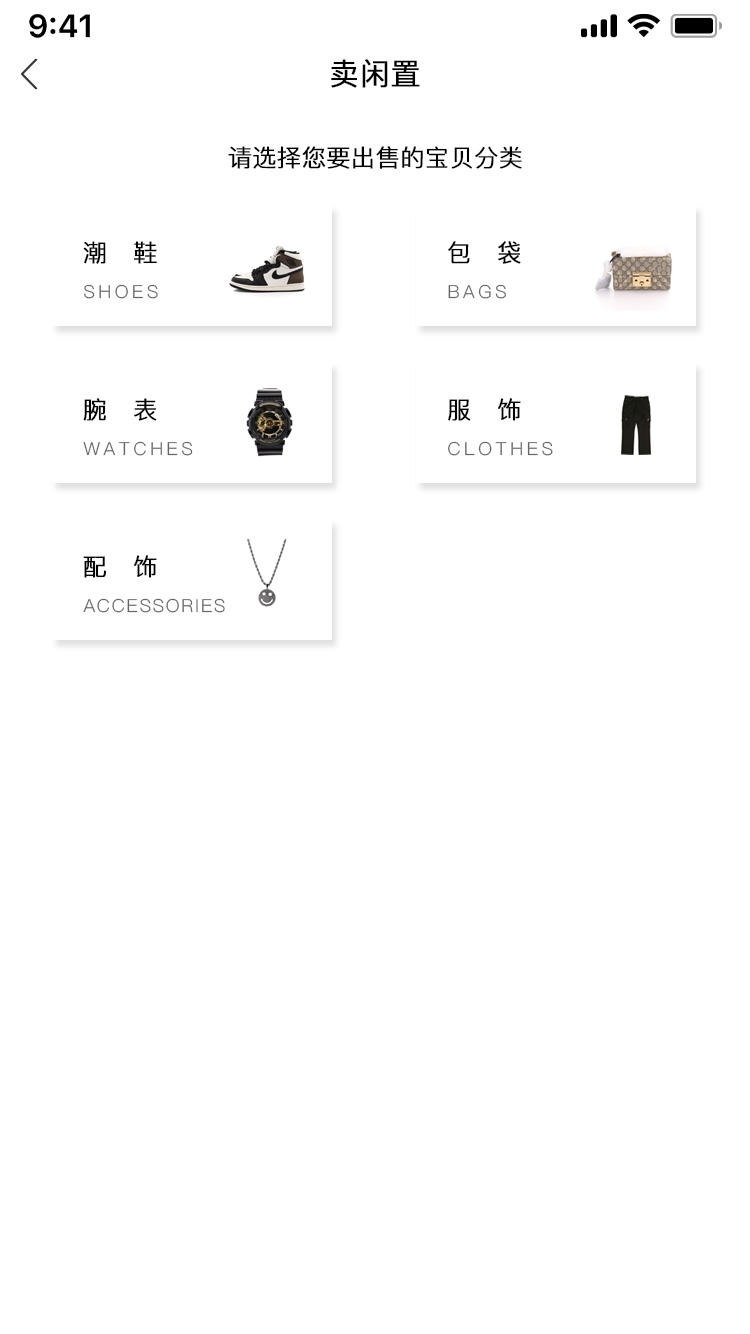 9:41
卖闲置
请选择您要出售的宝贝分类
潮 鞋
SHOES
包 袋
BAGS
腕 表
WATCHES
服 饰
CLOTHES
配 饰
ACCESSORIES